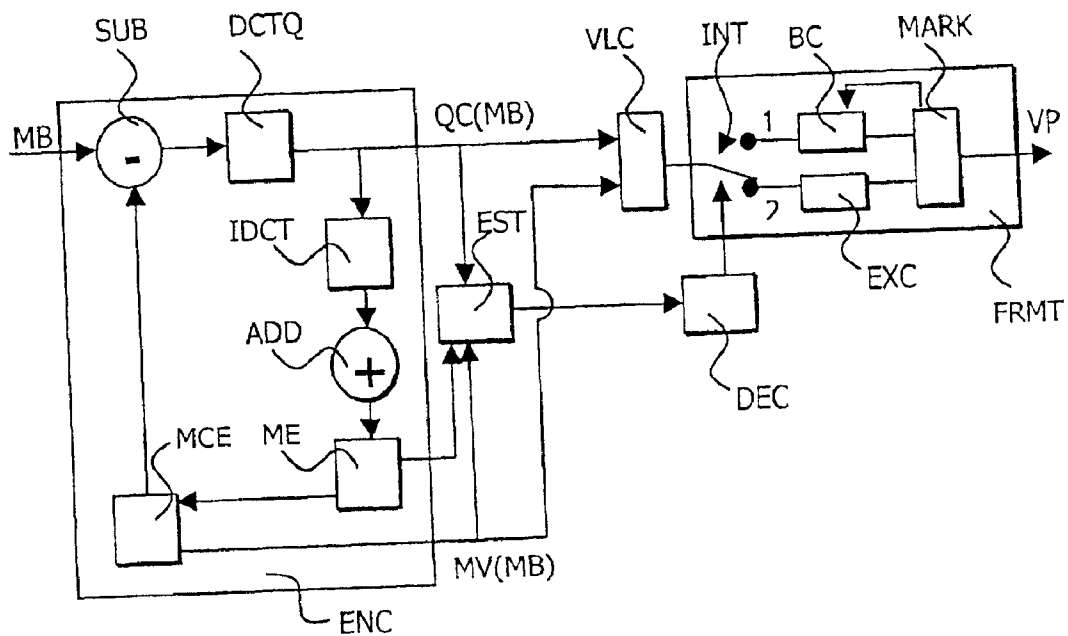 SUB
DCTQ
VLC
INT
BC
MARK
MB
-
QC(MB)
1
VP
IDCT
EST
2
EXC
FRMT
ADD
+
DEC
MCE
ME
MV(MB)
ENC